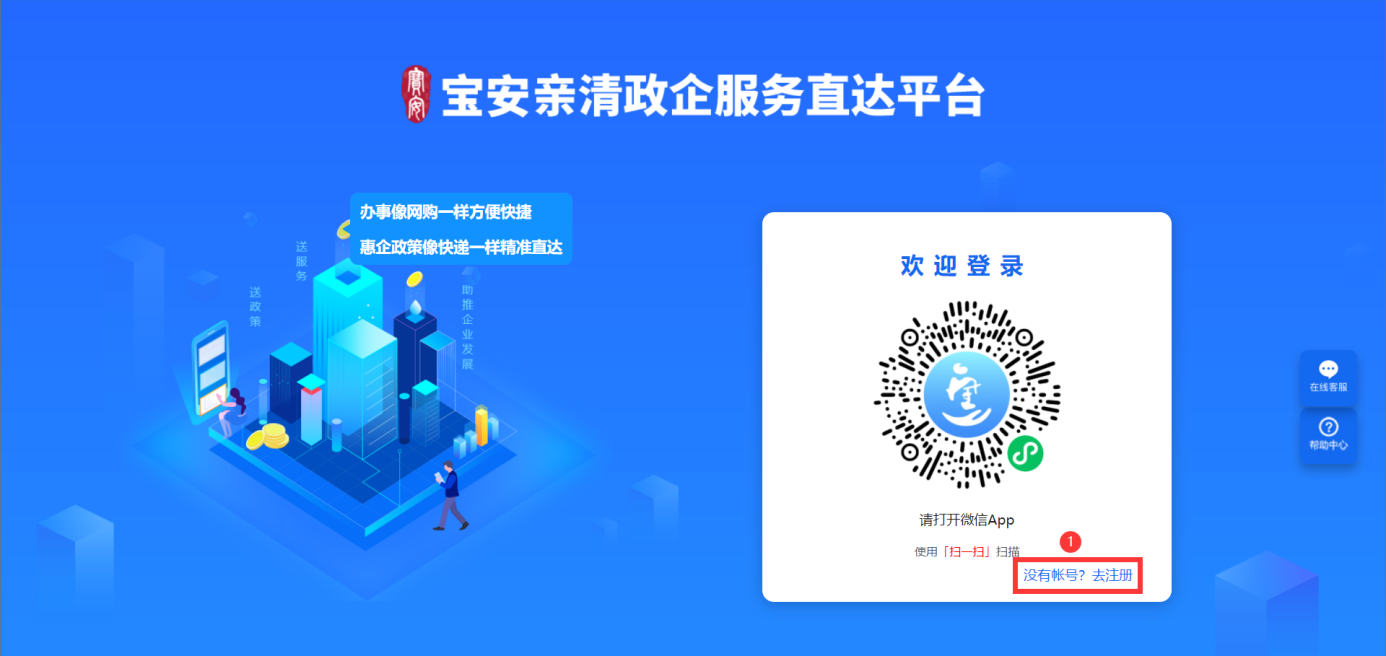 寶安
宝安亲清政企服务直达平台
办事像网购一样方便快捷
惠企政策像快递一样精准直达
送服务
送政策
助推企业发展
欢迎登录
请打开微信App
使用「扫一扫」扫描
1
没有帐号？去注册
在线客服
帮助中心